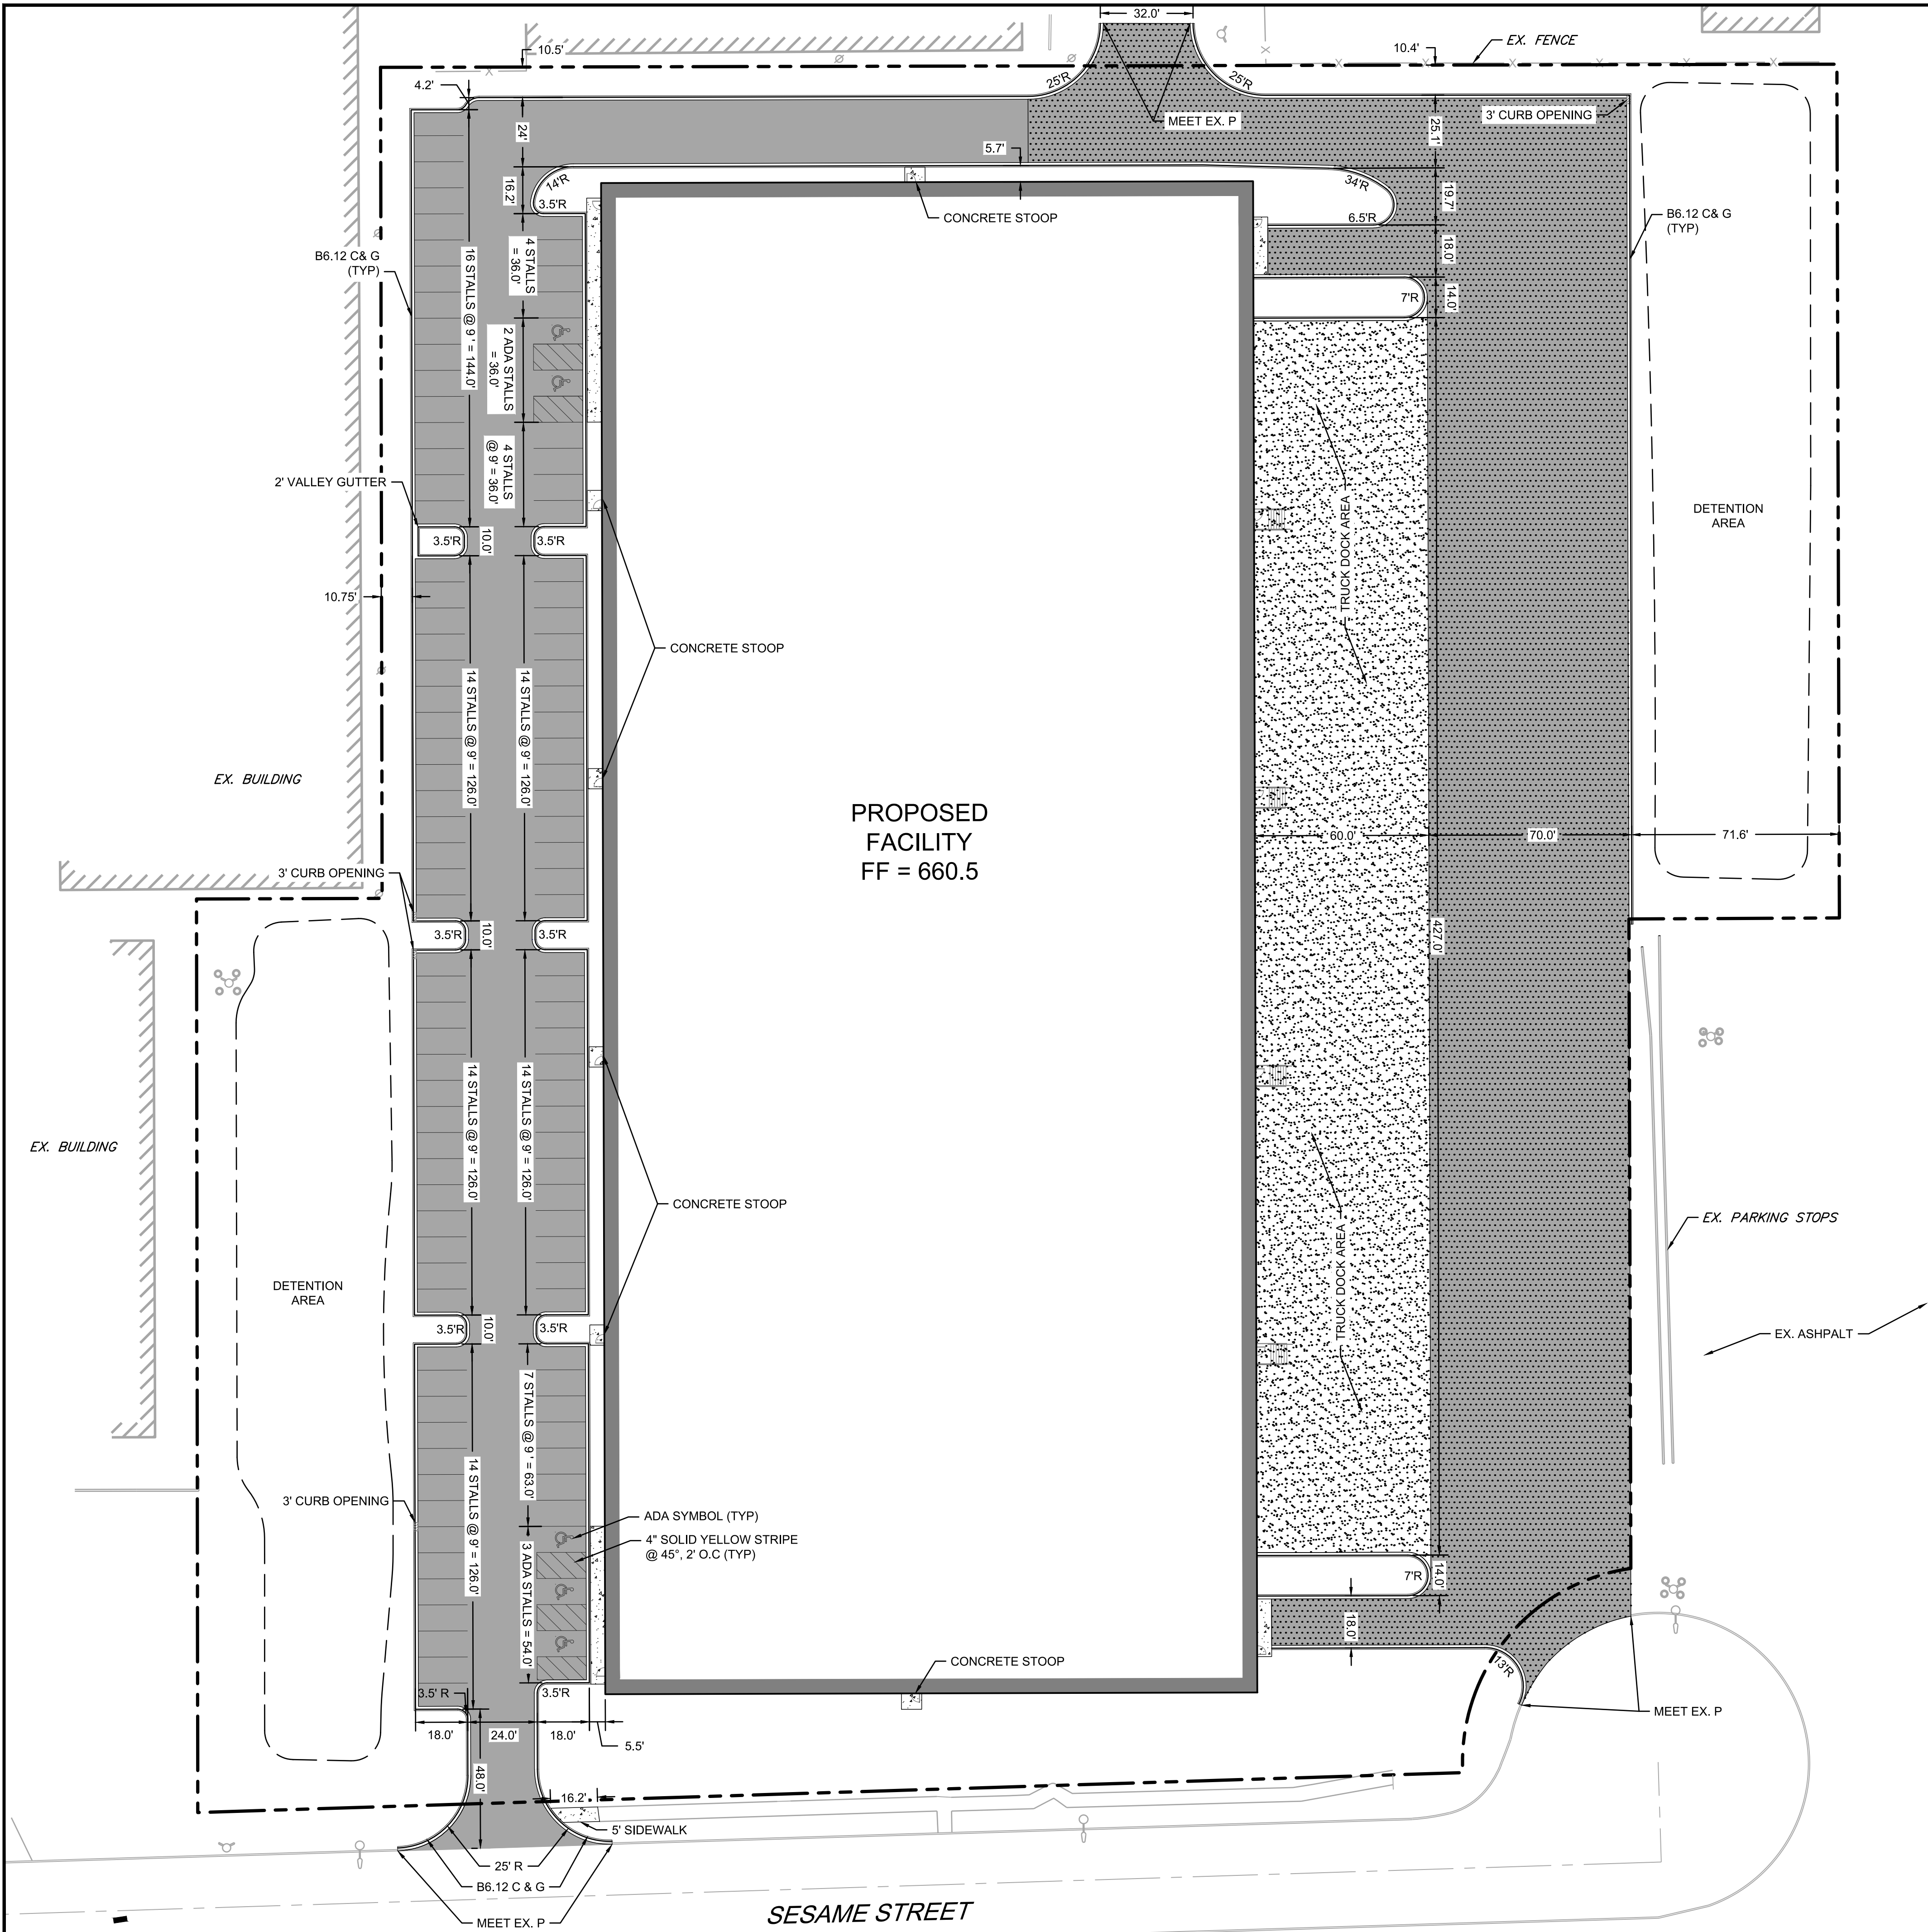 32.0'
10.5'
10.4'
EX. FENCE
4.2'
25'R
25'R
MEET EX. P
3' CURB OPENING
24'
25.1'
5.7'
16.2'
14'R
3.5'R
34'R
6.5'R
19.7'
CONCRETE STOOP
B6.12 C& G
(TYP)
B6.12 C& G
(TYP)
16 STALLS @ 9 ' = 144.0'
4 STALLS
= 36.0'
18.0'
7'R
14.0'
2 ADA STALLS
= 36.0'
4 STALLS
@ 9' = 36.0'
2' VALLEY GUTTER
3.5'R
10.0'
3.5'R
TRUCK DOCK AREA
DETENTION
AREA
10.75'
CONCRETE STOOP
14 STALLS @ 9' = 126.0'
14 STALLS @ 9' = 126.0'
EX. BUILDING
PROPOSED
FACILITY
FF = 660.5
60.0'
70.0'
71.6'
3' CURB OPENING
3.5'R
10.0'
3.5'R
427.0'
14 STALLS @ 9' = 126.0'
14 STALLS @ 9' = 126.0'
EX. BUILDING
CONCRETE STOOP
EX. PARKING STOPS
DETENTION
AREA
TRUCK DOCK AREA
3.5'R
10.0'
3.5'R
EX. ASHPALT
7 STALLS @ 9 ' = 63.0'
14 STALLS @ 9' = 126.0'
3' CURB OPENING
ADA SYMBOL (TYP)
4" SOLID YELLOW STRIPE
@ 45°, 2' O.C (TYP)
3 ADA STALLS = 54.0'
7'R
14.0'
18.0'
CONCRETE STOOP
13'R
3.5' R
3.5'R
MEET EX. P
18.0'
24.0'
18.0'
5.5'
48.0'
16.2'
5' SIDEWALK
25' R
B6.12 C & G
MEET EX. P
SESAME STREET